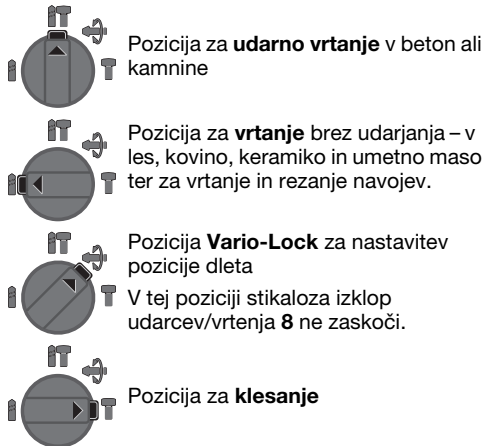 Pozicija za udarno vrtanje v beton ali
kamnine
Pozicija za vrtanje brez udarjanja – v
les, kovino, keramiko in umetno maso
ter za vrtanje in rezanje navojev.
Pozicija Vario-Lock za nastavitev
pozicije dleta
V tej poziciji stikaloza izklop
udarcev/vrtenja 8 ne zaskoči.
Pozicija za klesanje